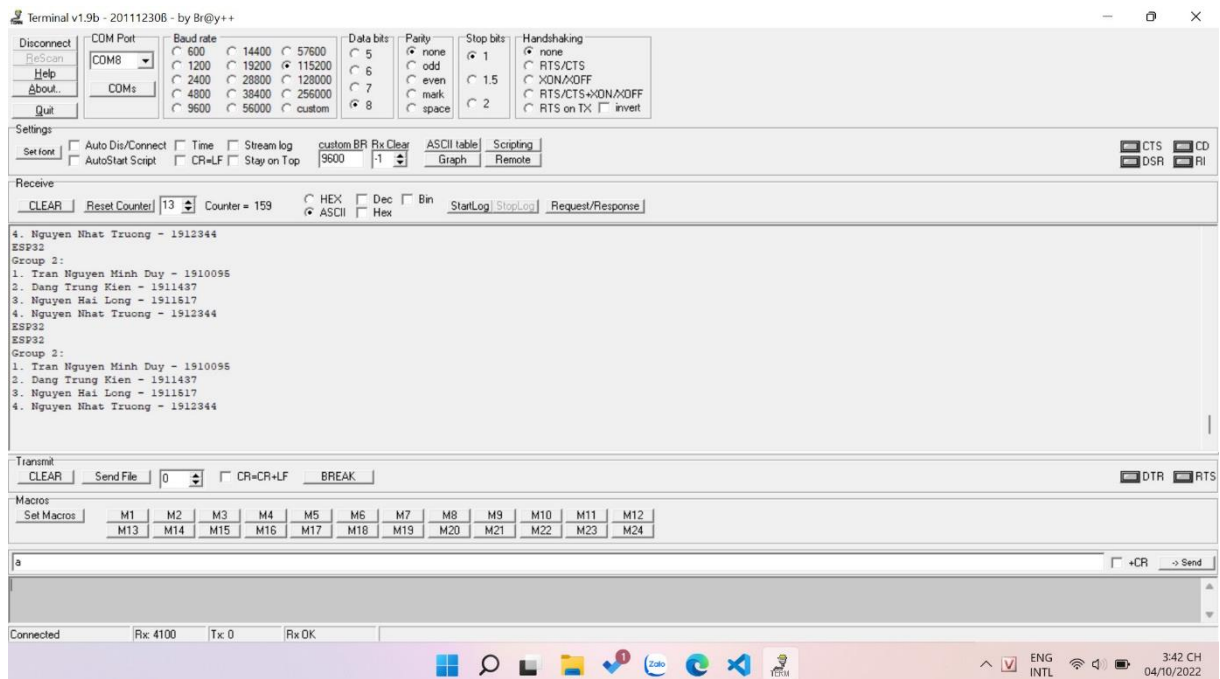 Terminal v1.9b - 20111230ß - by Br@y++
Disconnect
ReScan
Help
About..
Quit
COM Port
COM8
COMs
Baud rate
600 14400 57600
1200 19200 115200
2400 28800 128000
4800 38400 256000
9600 56000 custom
Data bits
5
6
7
8
Parity
none
odd
even
mark
space
Stop bits
1
1.5
2
Handshaking
none
RTS/CTS
XON/XOFF
RTS/CTS+XON/XOFF
RTS on TX invert
Settings
Set font
Auto Dis/Connect Time Stream log
AutoStart Script CR=LF Stay on Top
custom BR Rx Clear
9600 -1
ASCII table Scripting
Graph Remote
CTS CD
DSR RI
Receive
CLEAR Reset Counter 13 Counter = 159
HEX Dec Bin
ASCII Hex
StartLog StopLog Request/Response
4. Nguyen Nhat Truong - 1912344
ESP32
Group 2:
1. Tran Nguyen Minh Duy - 1910095
2. Dang Trung Kien - 1911437
3. Nguyen Hai Long - 1911517
4. Nguyen Nhat Truong - 1912344
ESP32
ESP32
Group 2:
1. Tran Nguyen Minh Duy - 1910095
2. Dang Trung Kien - 1911437
3. Nguyen Hai Long - 1911517
4. Nguyen Nhat Truong - 1912344
Transmit
CLEAR Send File 0 CR=CR+LF BREAK
DTR RTS
Macros
Set Macros M1 M2 M3 M4 M5 M6 M7 M8 M9 M10 M11 M12
M13 M14 M15 M16 M17 M18 M19 M20 M21 M22 M23 M24
a +CR -> Send
Connected Rx: 4100 Tx: 0 Rx OK
1
Zalo
TERM
V
ENG
INTL
3:42 CH
04/10/2022